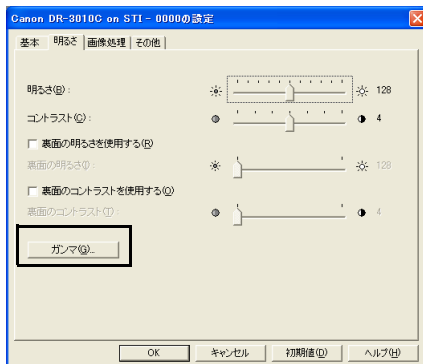 Canon DR-3010C on STI - 0000の設定
基本 明るさ 画像処理 その他
明るさ(B): 128
コントラスト(C): 4
裏面の明るさを使用する(R)
裏面の明るさ(I): 128
裏面のコントラストを使用する(O)
裏面のコントラスト(T): 4
ガンマ(G)...
OK キャンセル 初期値(D) ヘルプ(H)